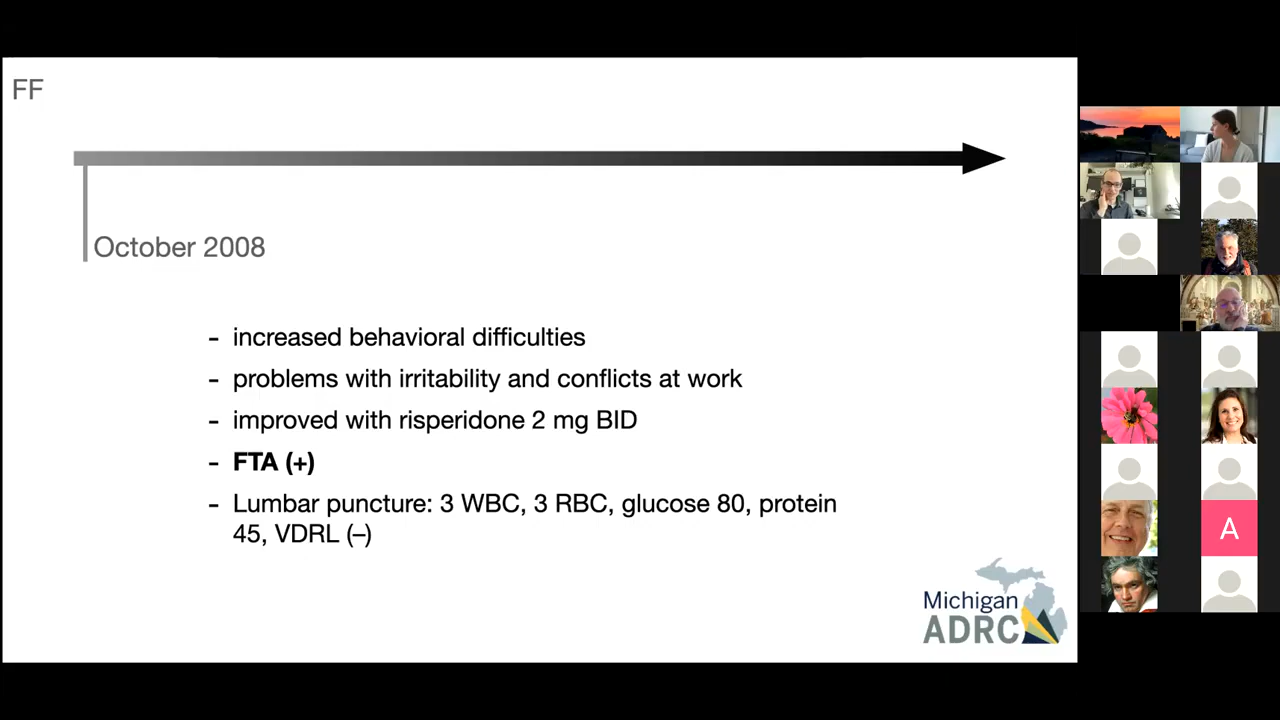 FF
October 2008
- increased behavioral difficulties
- problems with irritability and conflicts at work
- improved with risperidone 2 mg BID
- FTA (+)
- Lumbar puncture: 3 WBC, 3 RBC, glucose 80, protein
45, VDRL (–)
Michigan
ADRC
A